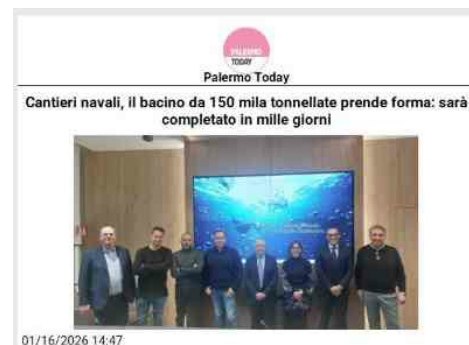 PALERMO
TODAY
Palermo Today
Cantieri navali, il bacino da 150 mila tonnellate prende forma: sarà
completato in mille giorni
01/16/2026 14:47